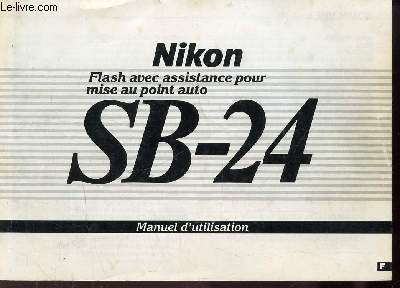 Le-livre.com
Nikon
Flash avec assistance pour
mise au point auto
SB-24
Manuel d'utilisation
F